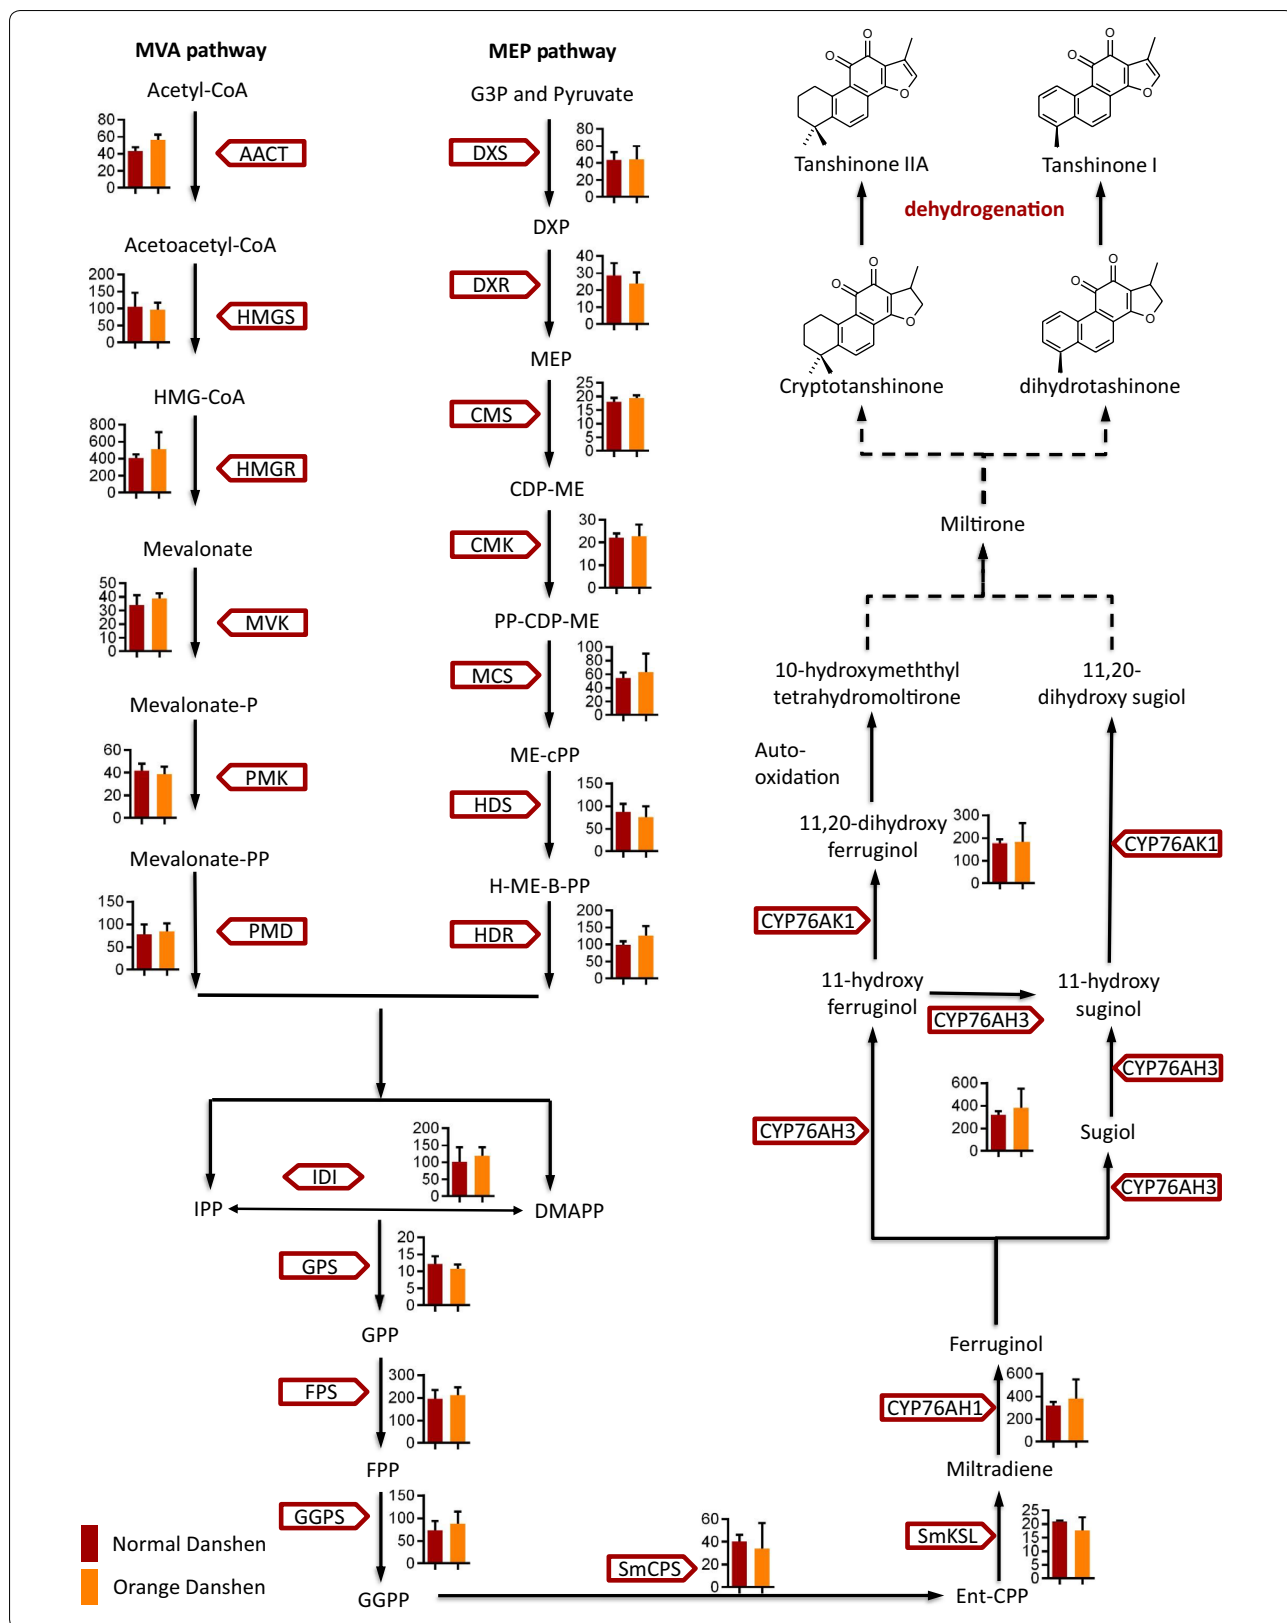 MVA pathway
Acetyl-CoA
80
60
40
20
0
AACT
Acetoacetyl-CoA
200
150
100
50
0
HMGS
HMG-CoA
800
600
400
200
0
HMGR
Mevalonate
50
40
30
20
10
0
MVK
Mevalonate-P
60
40
20
0
PMK
Mevalonate-PP
150
100
50
0
PMD
MEP pathway
G3P and Pyruvate
DXS
80
60
40
20
0
DXP
DXR
40
30
20
10
0
MEP
CMS
25
20
15
10
5
0
CDP-ME
CMK
30
20
10
0
PP-CDP-ME
MCS
100
80
60
40
20
0
ME-cPP
HDS
150
100
50
0
H-ME-B-PP
HDR
200
150
100
50
0
IDI
200
150
100
50
0
IPP
DMAPP
GPS
20
15
10
5
0
GPP
FPS
300
200
100
0
FPP
GGPS
150
100
50
0
GGPP
Normal Danshen
Orange Danshen
SmCPS
60
40
20
0
Ent-CPP
SmKSL
25
20
15
10
5
0
Miltradiene
CYP76AH1
600
400
200
0
Ferruginol
CYP76AH3
600
400
200
0
CYP76AH3
Sugiol
CYP76AH3
11-hydroxy
ferruginol
CYP76AH3
11-hydroxy
suginol
CYP76AK1
300
200
100
0
CYP76AK1
11,20-dihydroxy
ferruginol
Auto-
oxidation
10-hydroxymeththyl
tetrahydromoltirone
11,20-
dihydroxy sugiol
Miltirone
Cryptotanshinone
O
O
O
dihydrotashinone
O
O
O
dehydrogenation
Tanshinone IIA
O
O
O
Tanshinone I
O
O
O